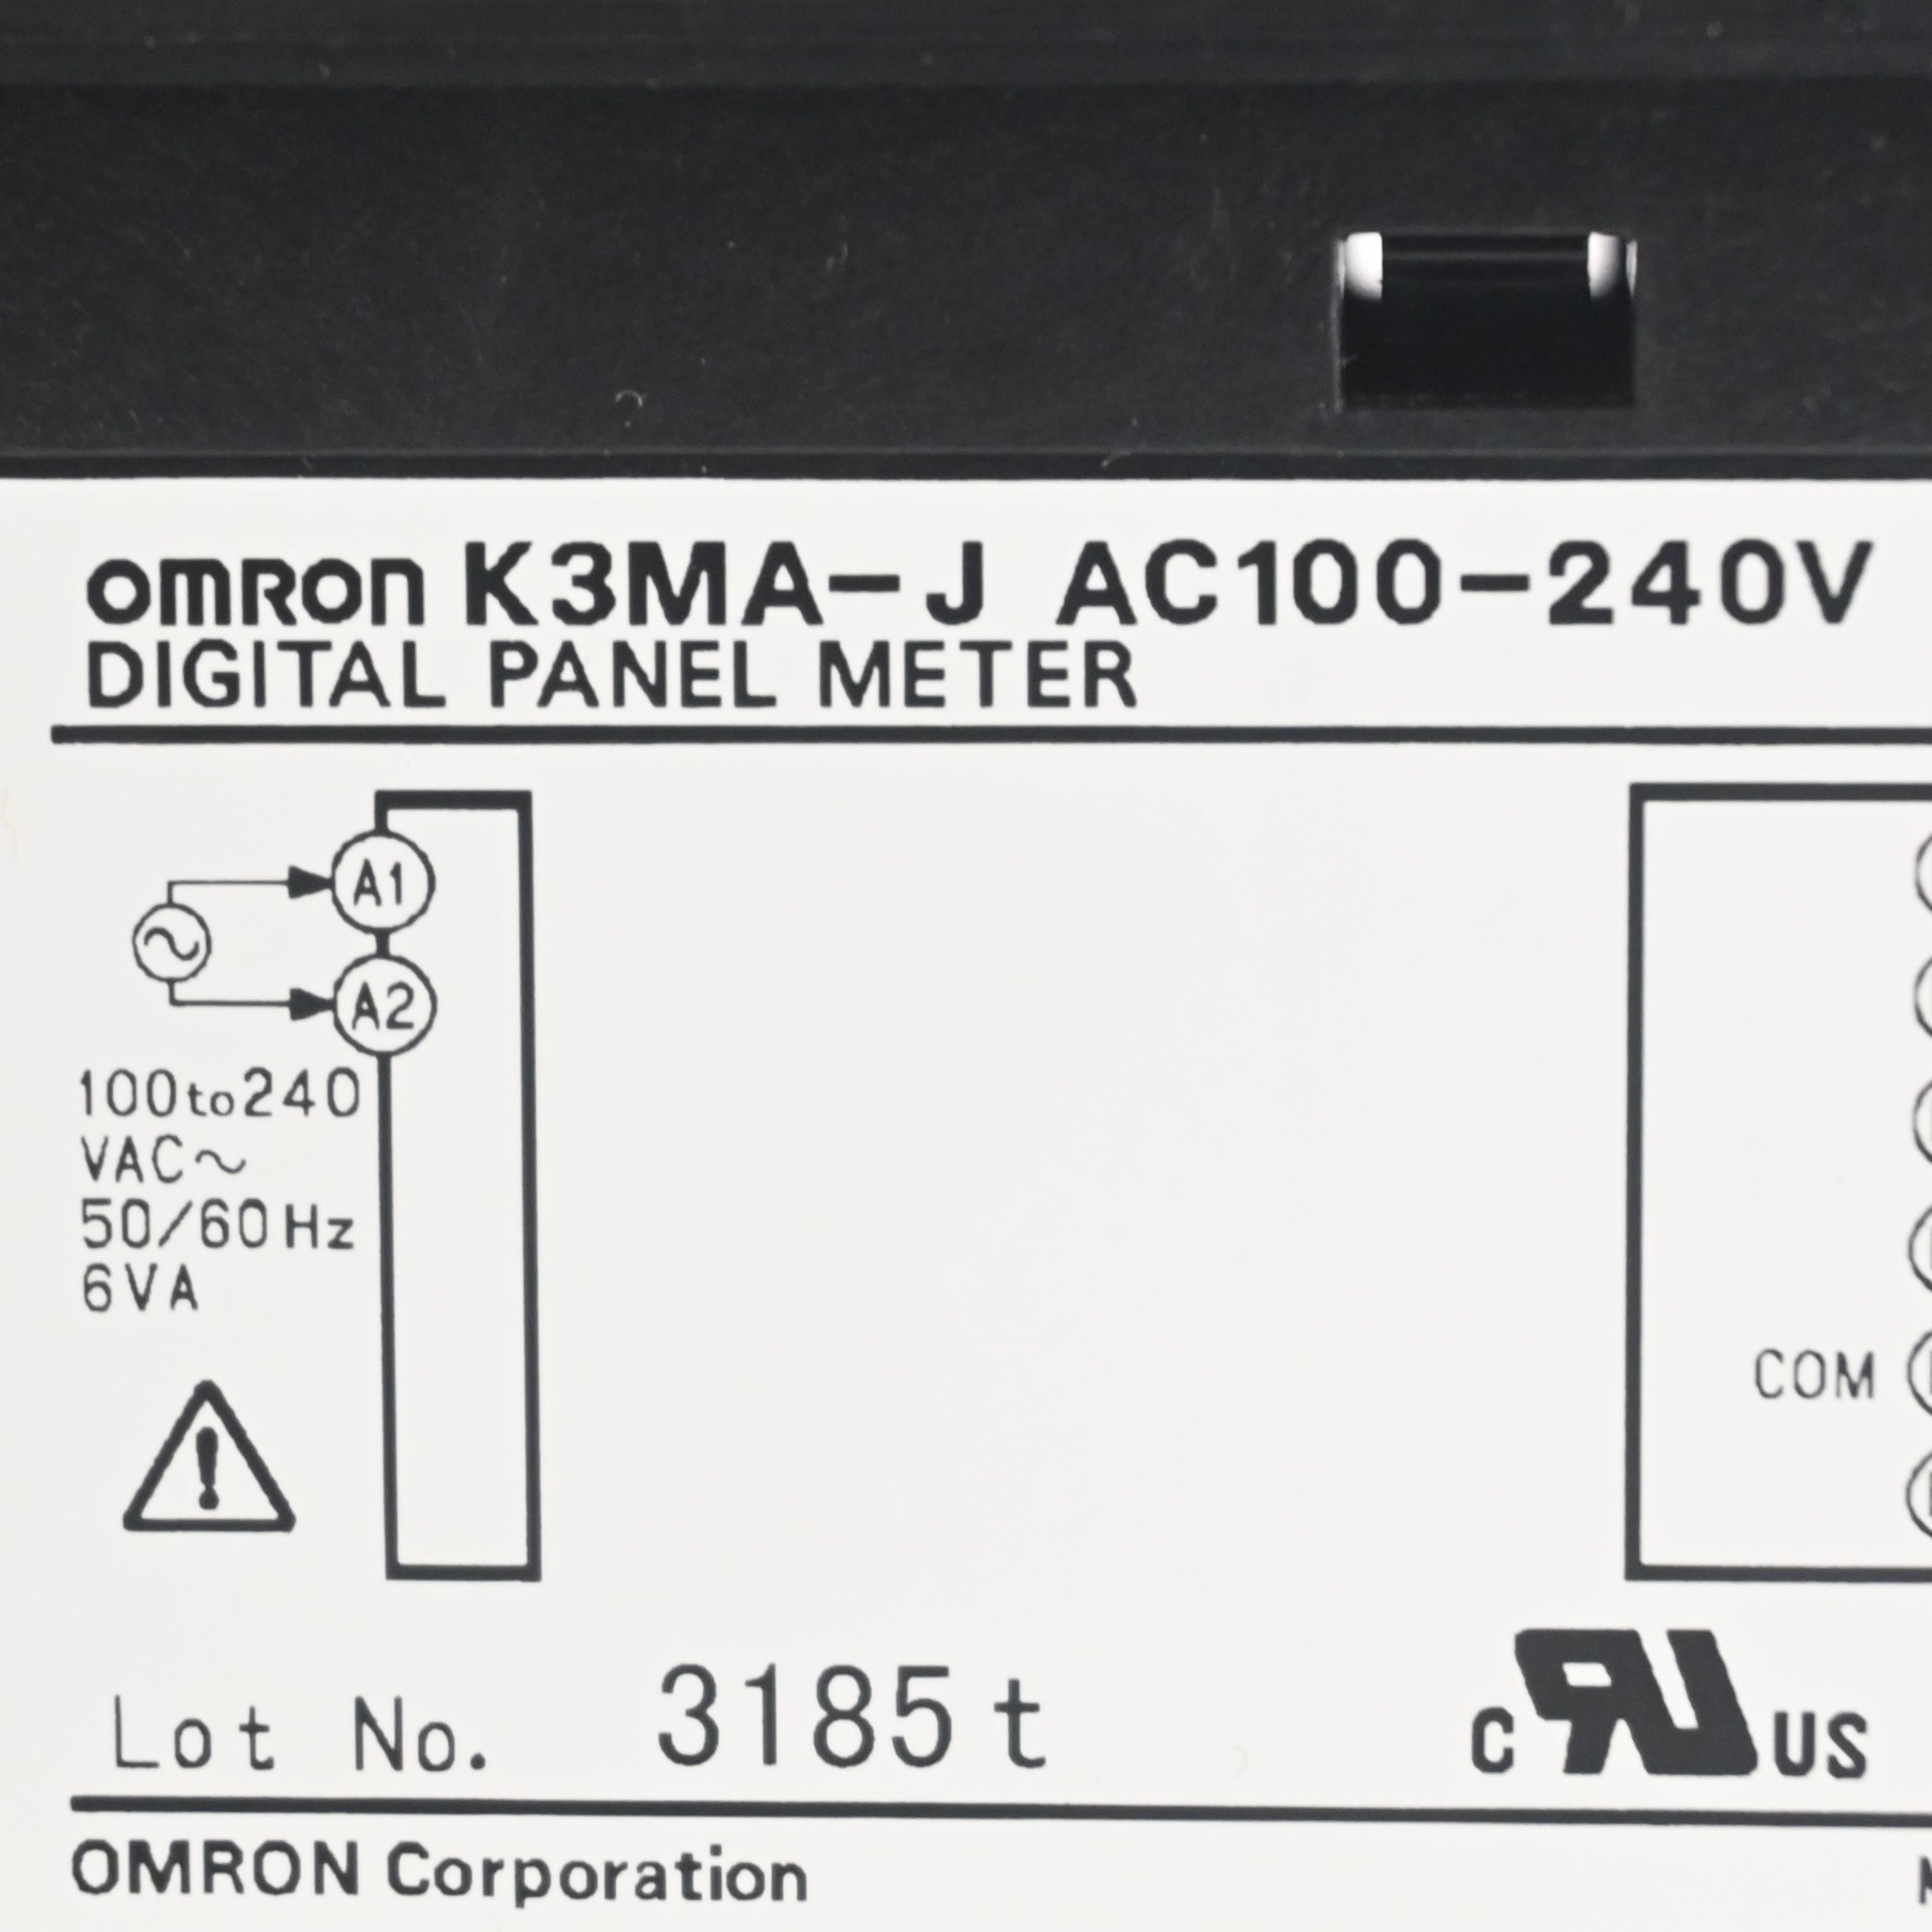 omron K3MA-J AC100-240V
DIGITAL PANEL METER
A1
A2
100to240
VAC~
50/60Hz
6VA
COM
Lot No. 3185t
c RU US
OMRON Corporation